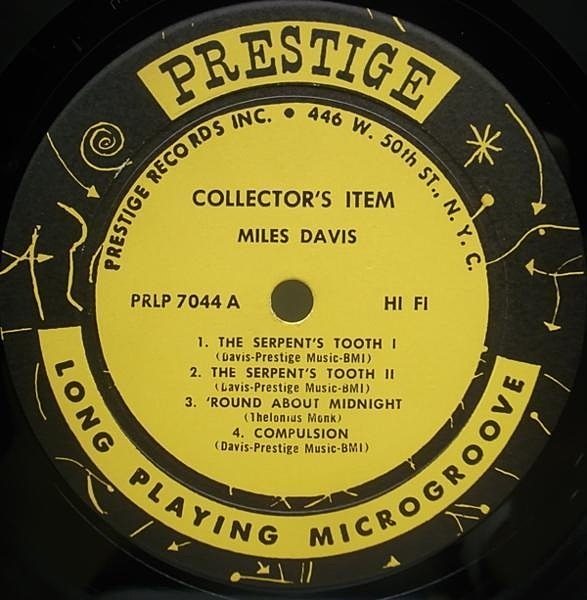 PRESTIGE
PRESTIGE RECORDS INC. • 446 W. 50th ST., N.Y.C.
COLLECTOR'S ITEM
MILES DAVIS
PRLP 7044 A
HI FI
1. THE SERPENT'S TOOTH I
(Davis-Prestige Music-BMI)
2. THE SERPENT'S TOOTH II
(Davis-Prestige Music-BMI)
3. 'ROUND ABOUT MIDNIGHT
(Thelonius Monk)
4. COMPULSION
(Davis-Prestige Music-BMI)
LONG PLAYING MICROGROOVE